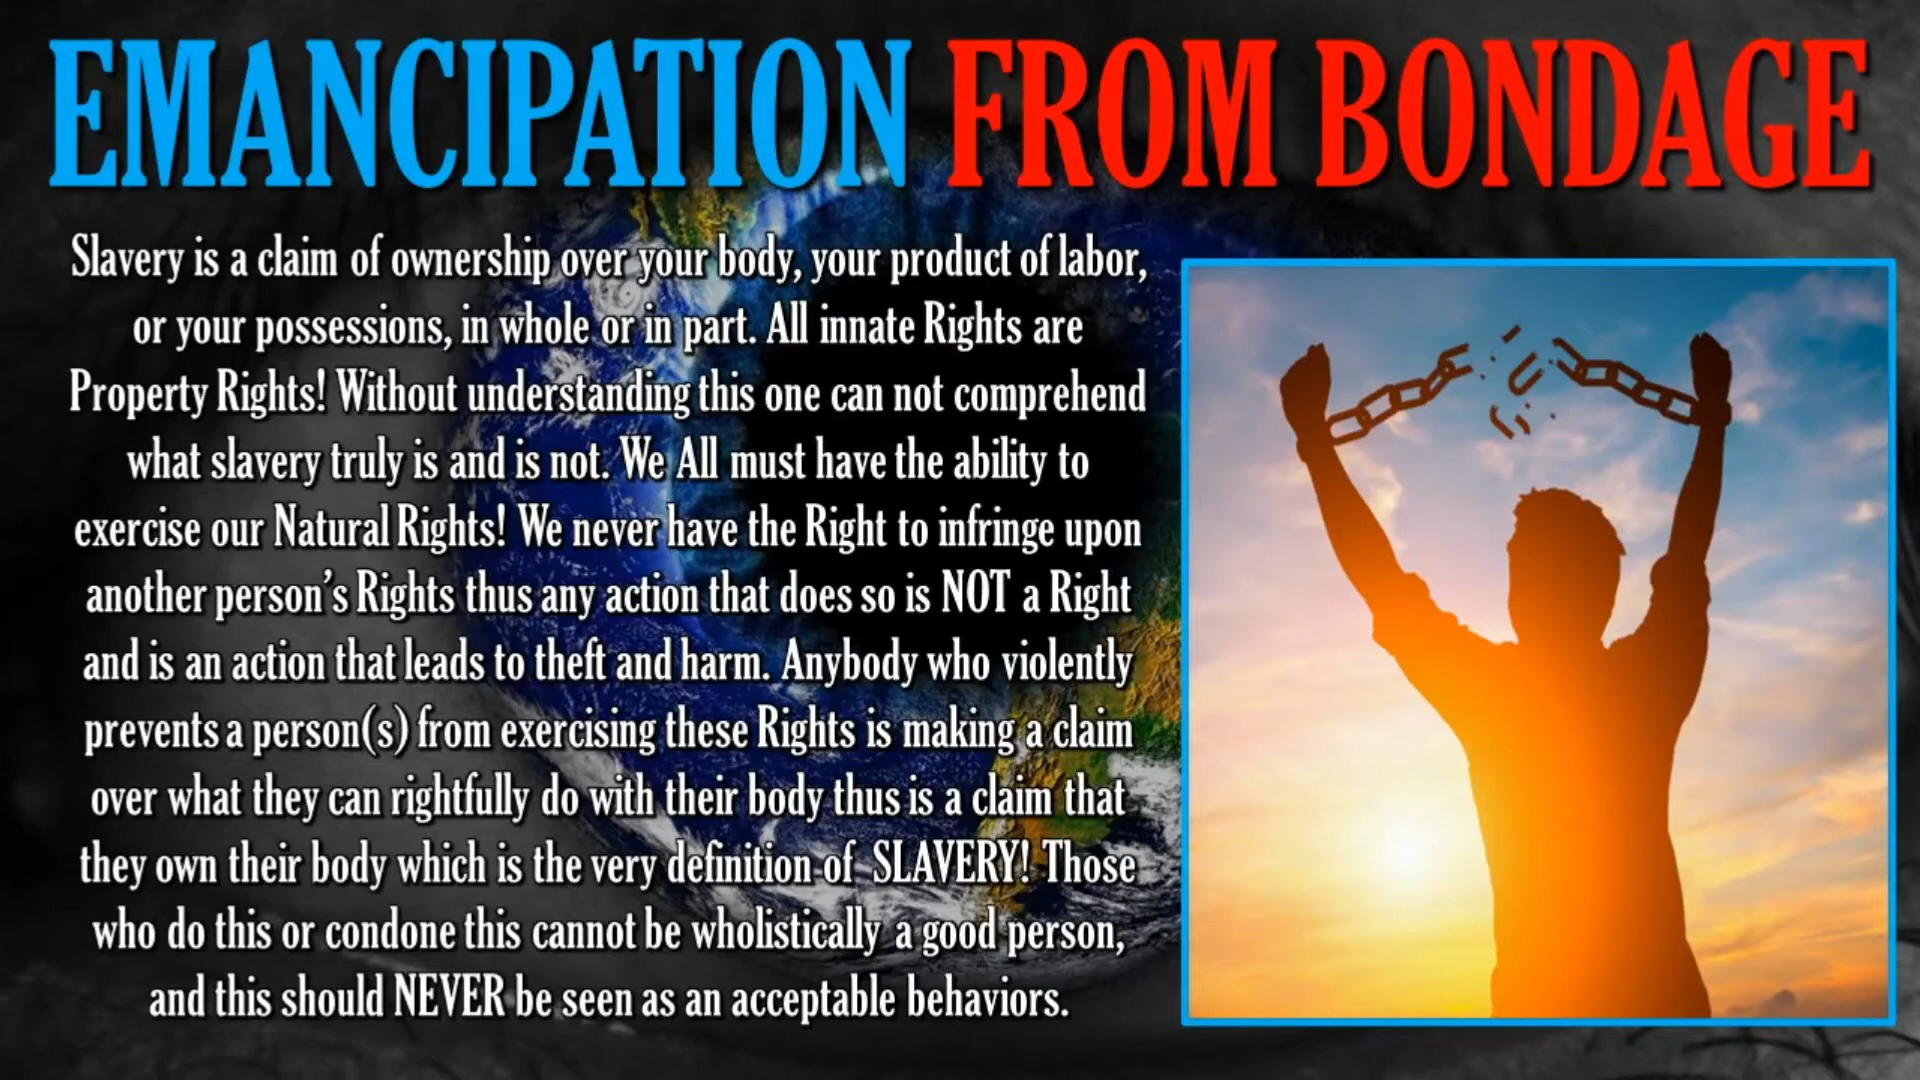 EMANCIPATION FROM BONDAGE
Slavery is a claim of ownership over your body, your product of labor,
or your possessions, in whole or in part. All innate Rights are
Property Rights! Without understanding this one can not comprehend
what slavery truly is and is not. We All must have the ability to
exercise our Natural Rights! We never have the Right to infringe upon
another person’s Rights thus any action that does so is NOT a Right
and is an action that leads to theft and harm. Anybody who violently
prevents a person(s) from exercising these Rights is making a claim
over what they can rightfully do with their body thus is a claim that
they own their body which is the very definition of SLAVERY! Those
who do this or condone this cannot be wholistically a good person,
and this should NEVER be seen as an acceptable behaviors.